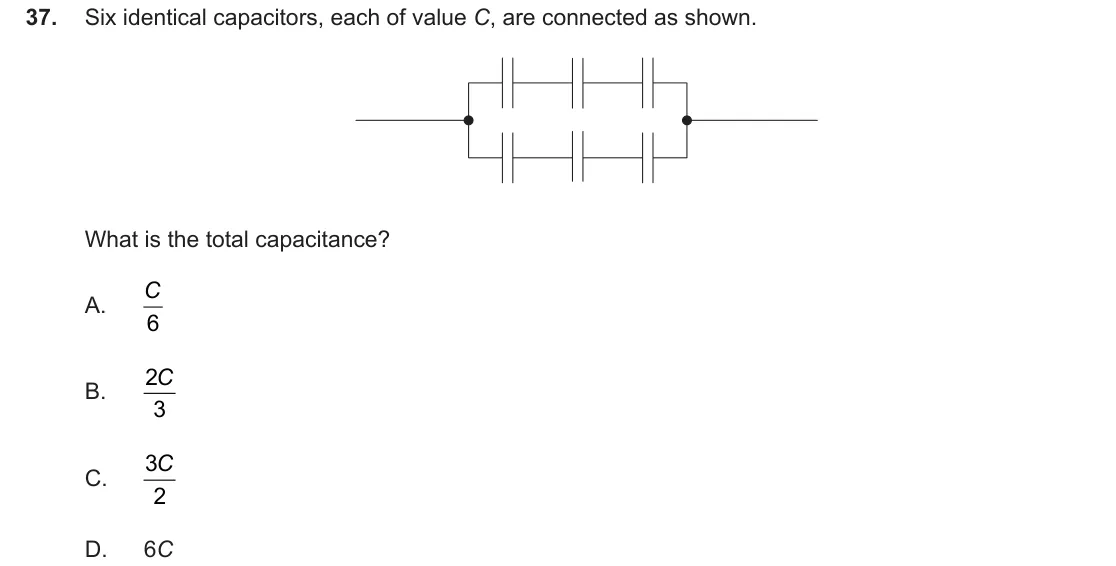 37. Six identical capacitors, each of value C, are connected as shown.
What is the total capacitance?
A. C
6
B. 2C
3
C. 3C
2
D. 6C